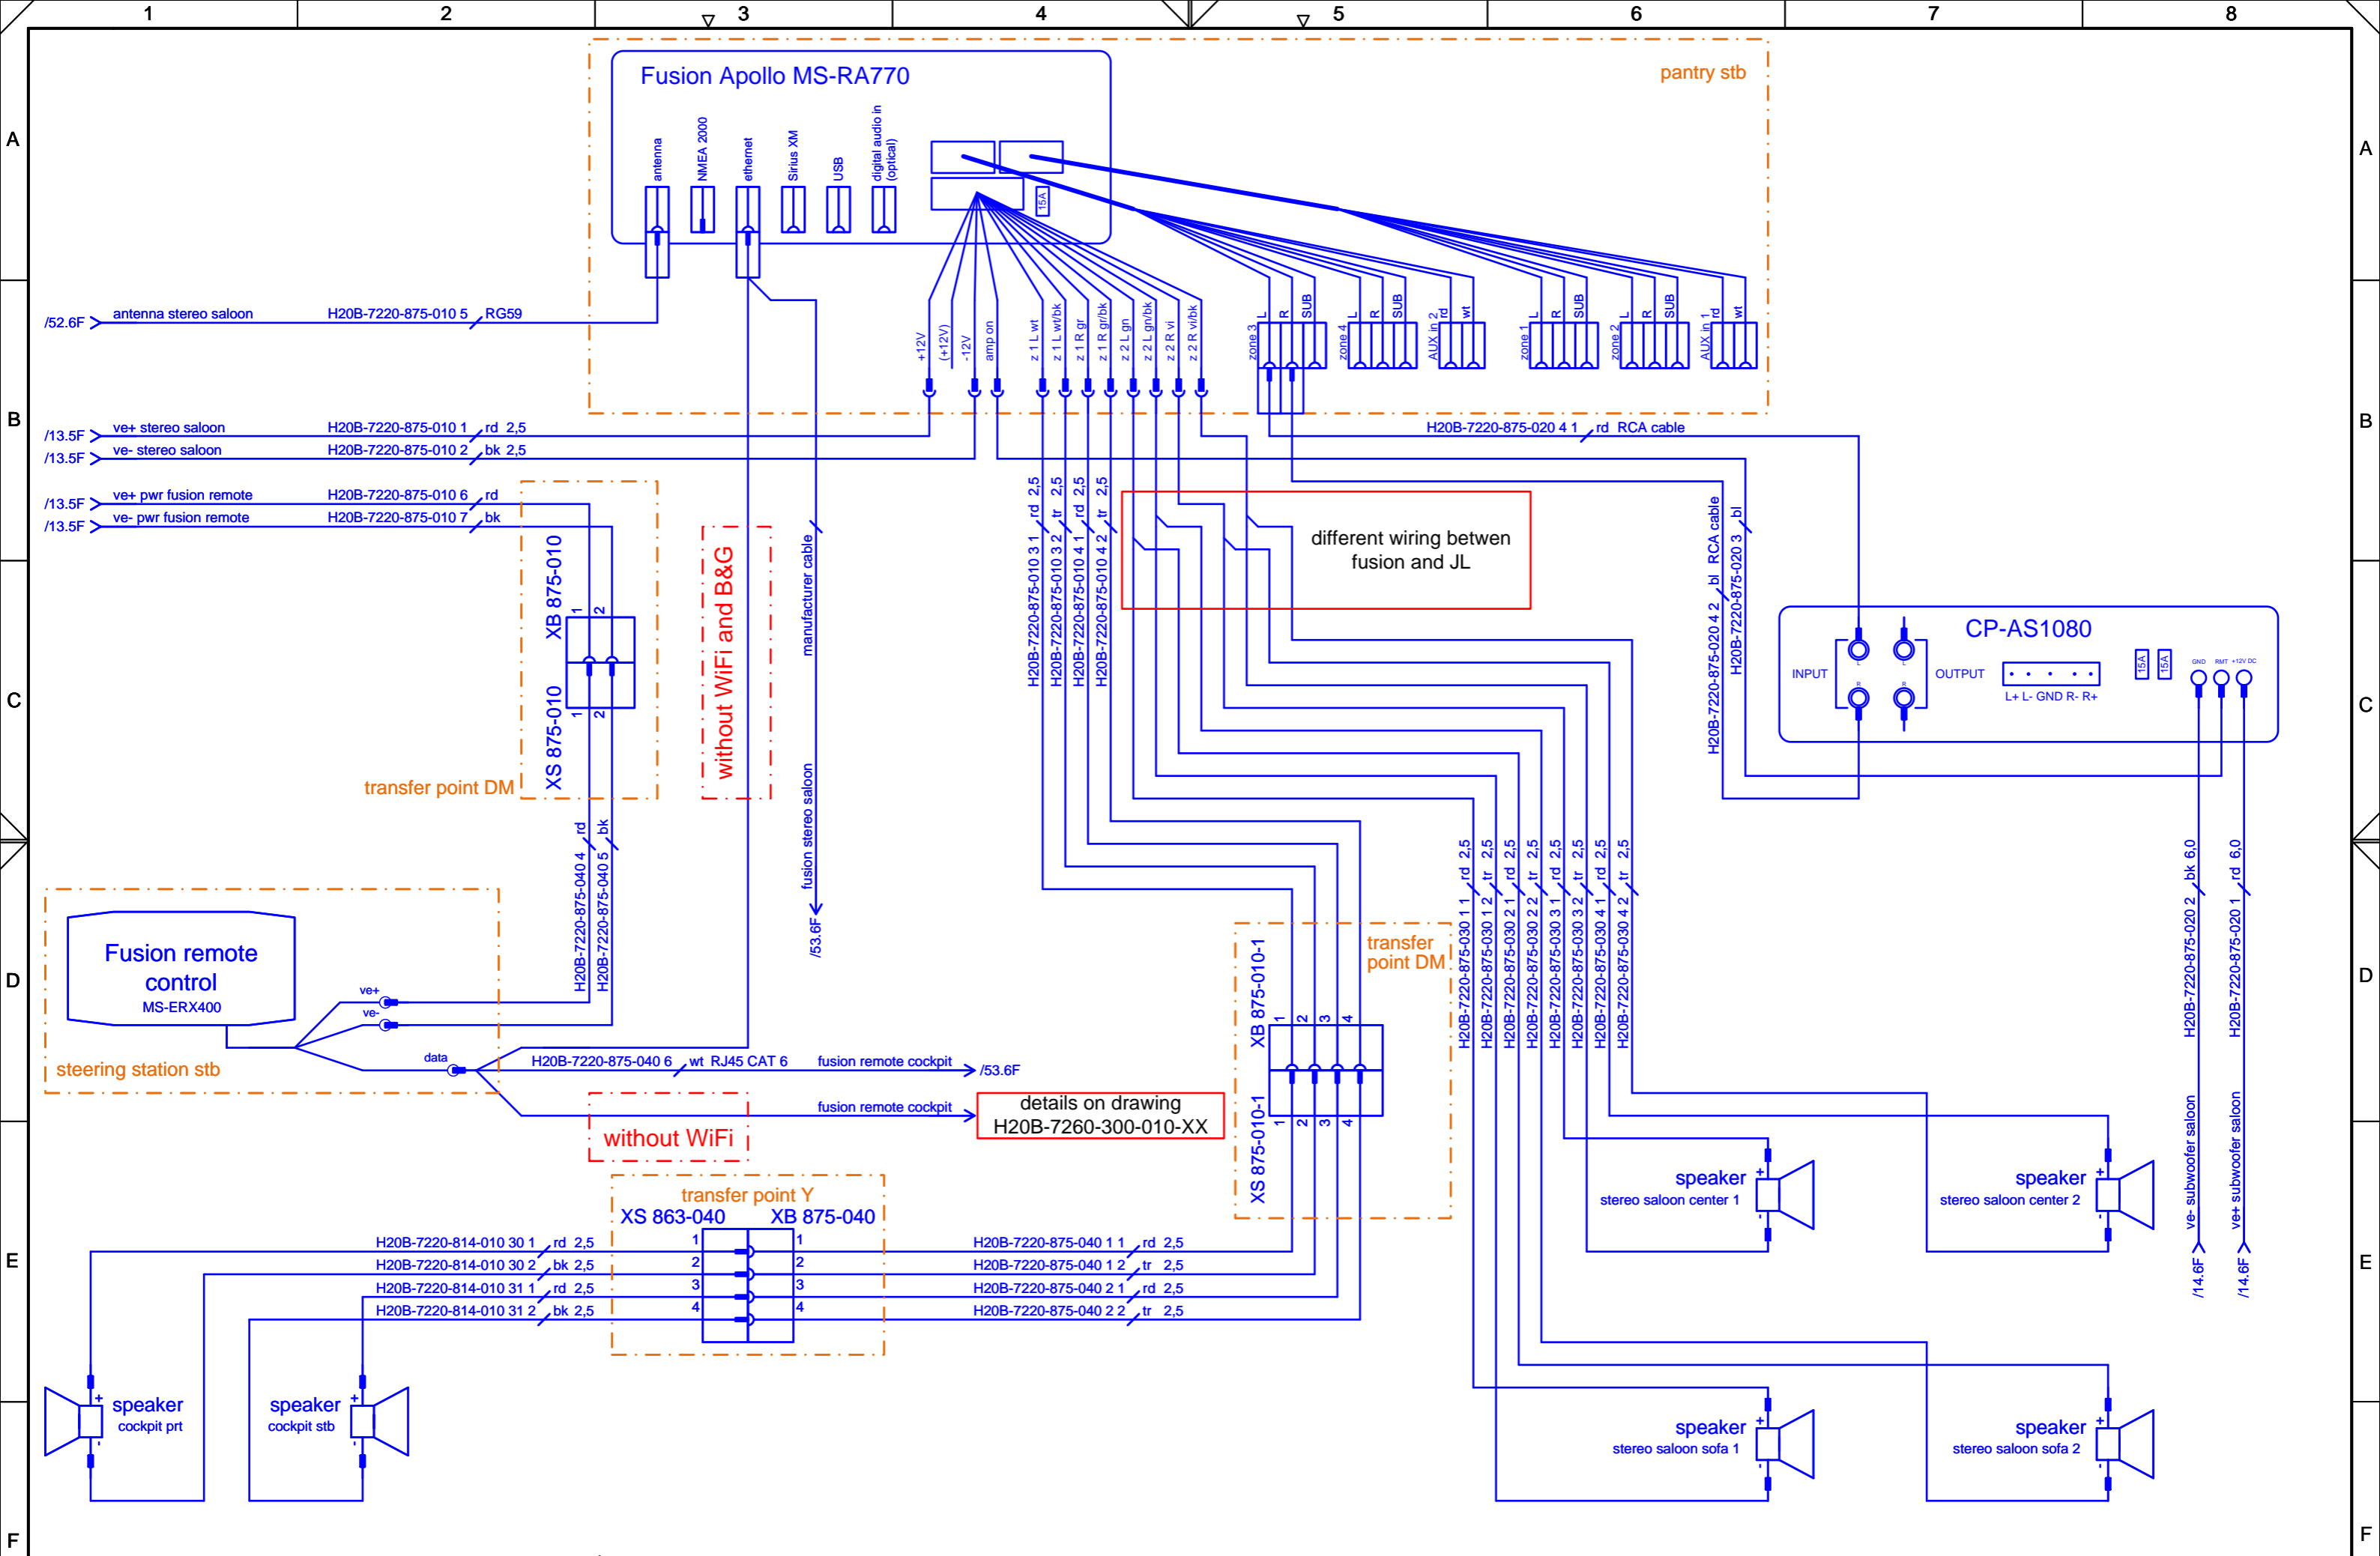 1 2 3 4 5 6 7 8
A A
B B
C C
D D
E E
F F
Fusion Apollo MS-RA770
pantry stb
antenna
NMEA 2000
ethernet
Sirius XM
USB
digital audio in
(optical)
15A
+12V
(+12V)
-12V
amp on
z 1 L wt
z 1 L wt/bk
z 1 R gr
z 1 R gr/bk
z 2 L gn
z 2 L gn/bk
z 2 R vi
z 2 R vi/bk
zone 3
L
R
SUB
zone 4
L
R
SUB
AUX in 2
rd
wt
zone 1
L
R
SUB
zone 2
L
R
SUB
AUX in 1
rd
wt
/52.6F antenna stereo saloon H20B-7220-875-010 5 RG59
/13.5F ve+ stereo saloon H20B-7220-875-010 1 rd 2,5
/13.5F ve- stereo saloon H20B-7220-875-010 2 bk 2,5
/13.5F ve+ pwr fusion remote H20B-7220-875-010 6 rd
/13.5F ve- pwr fusion remote H20B-7220-875-010 7 bk
H20B-7220-875-020 4 1 rd RCA cable
XB 875-010
1
2
XS 875-010
1
2
transfer point DM
without WiFi and B&G
manufacturer cable
fusion stereo saloon
/53.6F
H20B-7220-875-010 3 1 rd 2,5
H20B-7220-875-010 3 2 tr 2,5
H20B-7220-875-010 4 1 rd 2,5
H20B-7220-875-010 4 2 tr 2,5
different wiring betwen
fusion and JL
H20B-7220-875-020 4 2 bl RCA cable
H20B-7220-875-020 3 bl
CP-AS1080
INPUT
L
R
L
R
OUTPUT
L+ L- GND R- R+
15A
15A
GND RMT +12V DC
H20B-7220-875-040 4 rd
H20B-7220-875-040 5 bk
Fusion remote
control
MS-ERX400
ve+
ve-
data
steering station stb
H20B-7220-875-040 6 wt RJ45 CAT 6 fusion remote cockpit /53.6F
fusion remote cockpit
details on drawing
H20B-7260-300-010-XX
without WiFi
transfer
point DM
XB 875-010-1
1
2
3
4
XS 875-010-1
1
2
3
4
H20B-7220-875-030 1 1 rd 2,5
H20B-7220-875-030 1 2 tr 2,5
H20B-7220-875-030 2 1 rd 2,5
H20B-7220-875-030 2 2 tr 2,5
H20B-7220-875-030 3 1 rd 2,5
H20B-7220-875-030 3 2 tr 2,5
H20B-7220-875-030 4 1 rd 2,5
H20B-7220-875-030 4 2 tr 2,5
ve- subwoofer saloon H20B-7220-875-020 2 bk 6,0
/14.6F
ve+ subwoofer saloon H20B-7220-875-020 1 rd 6,0
/14.6F
transfer point Y
XS 863-040 XB 875-040
H20B-7220-814-010 30 1 rd 2,5 1 1 H20B-7220-875-040 1 1 rd 2,5
H20B-7220-814-010 30 2 bk 2,5 2 2 H20B-7220-875-040 1 2 tr 2,5
H20B-7220-814-010 31 1 rd 2,5 3 3 H20B-7220-875-040 2 1 rd 2,5
H20B-7220-814-010 31 2 bk 2,5 4 4 H20B-7220-875-040 2 2 tr 2,5
speaker
stereo saloon center 1
+
-
speaker
stereo saloon center 2
+
-
speaker
cockpit prt
+
-
speaker
cockpit stb
+
-
speaker
stereo saloon sofa 1
+
-
speaker
stereo saloon sofa 2
+
-